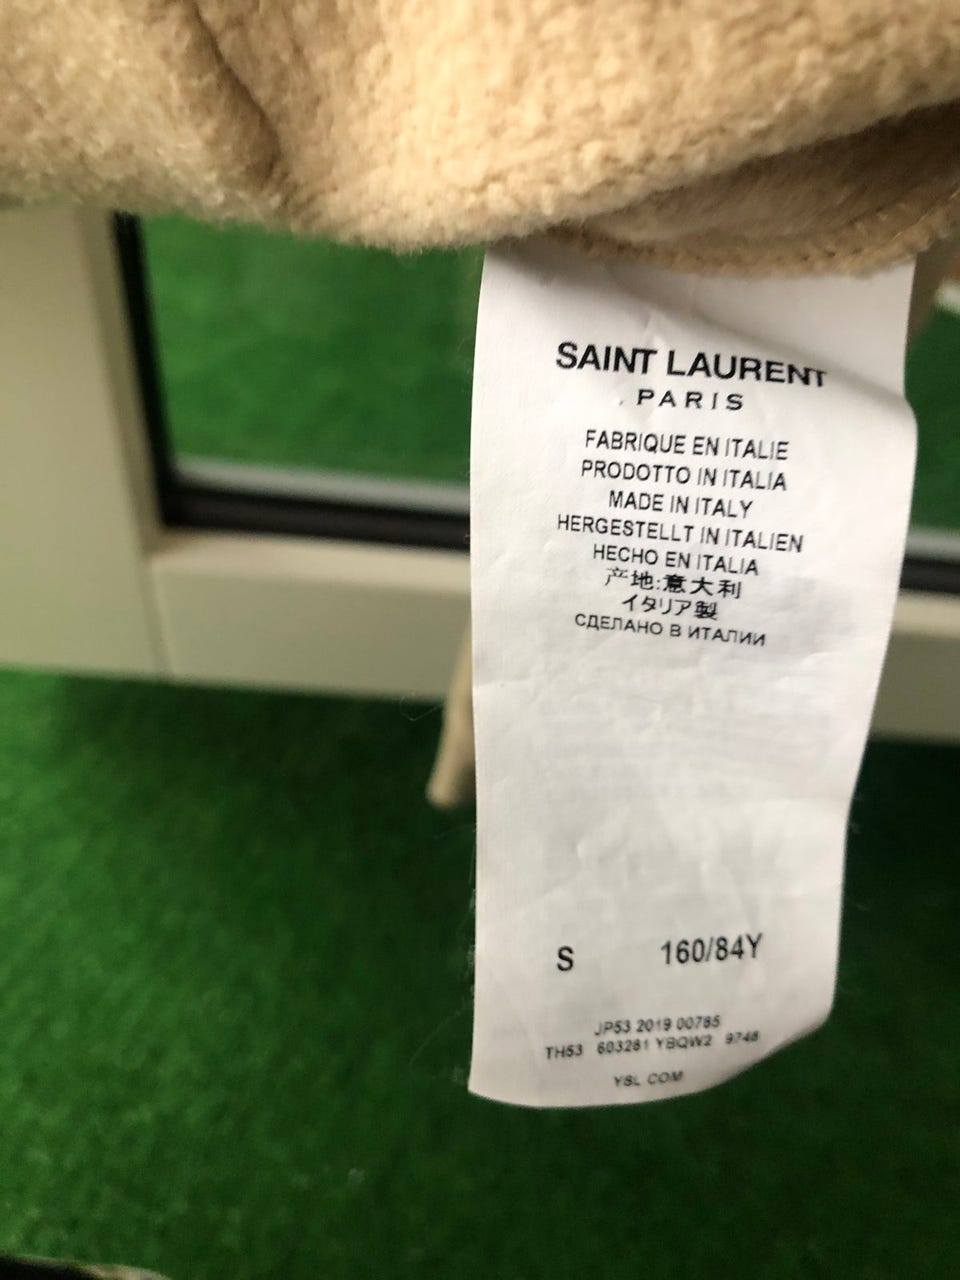 SAINT LAURENT
PARIS
FABRIQUE EN ITALIE
PRODOTTO IN ITALIA
MADE IN ITALY
HERGESTELLT IN ITALIEN
HECHO EN ITALIA
产地:意大利
イタリア製
СДЕЛАНО В ИТАЛИИ
S 160/84Y
JP53 2019 00785
TH53 603281 YBQW2 9748
YSL.COM